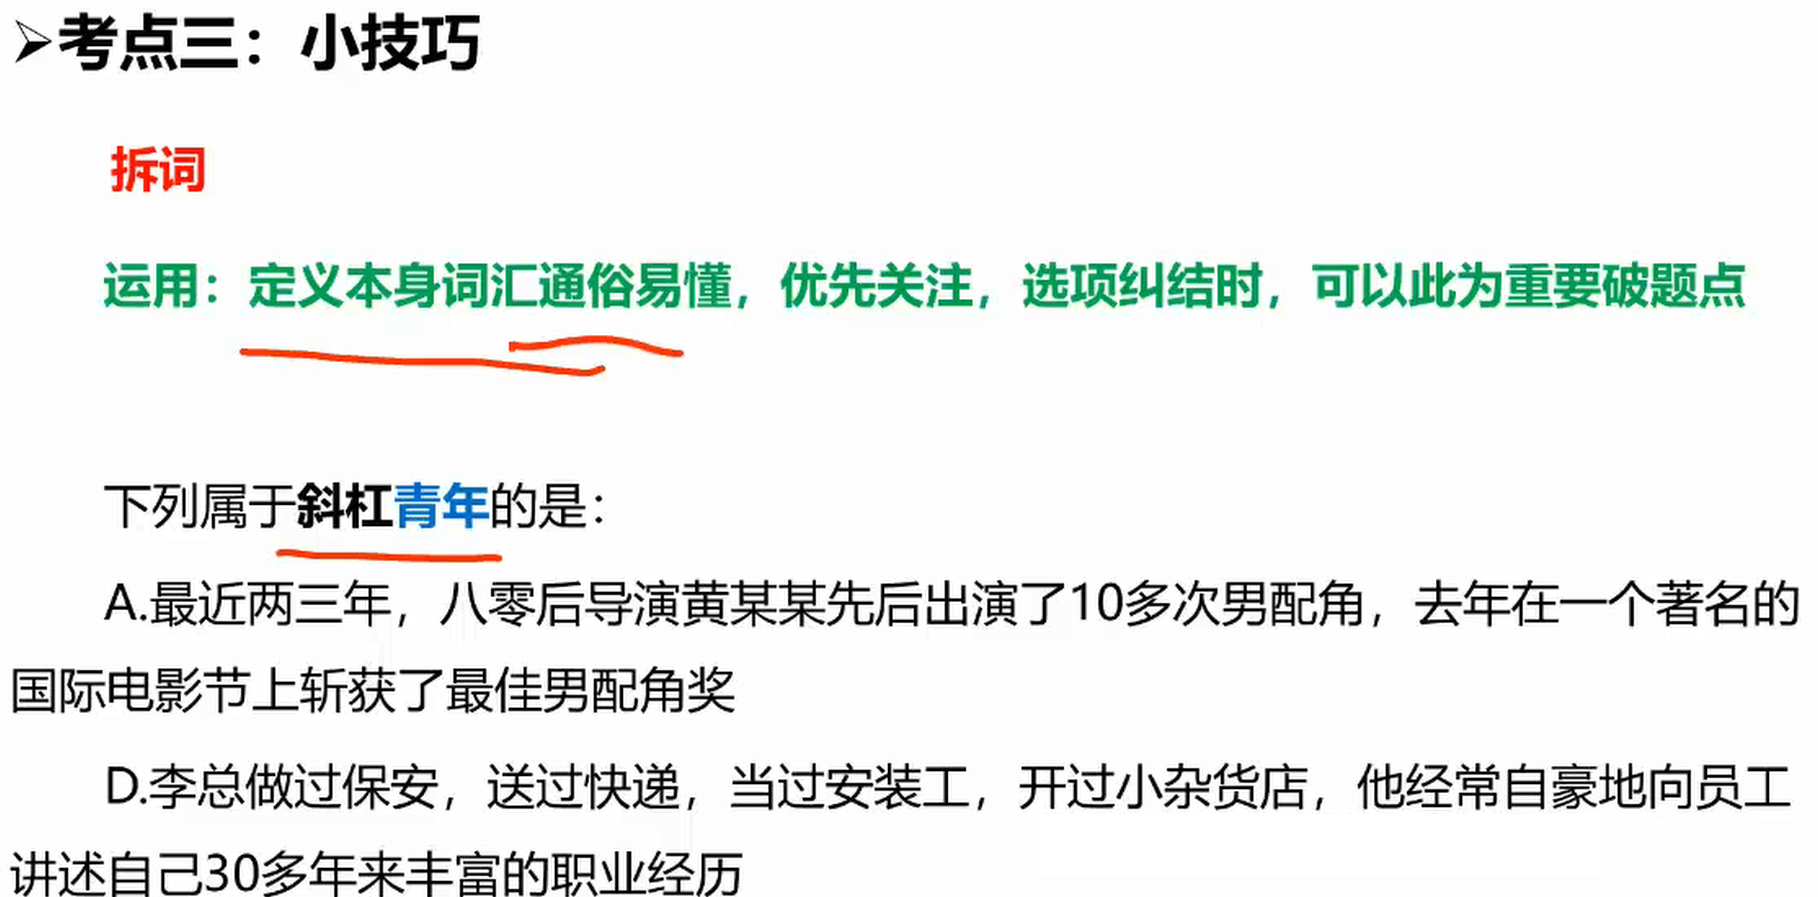 ➢考点三：小技巧
拆词
运用：定义本身词汇通俗易懂，优先关注，选项纠结时，可以此为重要破题点
下列属于斜杠青年的是：
A.最近两三年，八零后导演黄某某先后出演了10多次男配角，去年在一个著名的
国际电影节上斩获了最佳男配角奖
D.李总做过保安，送过快递，当过安装工，开过小杂货店，他经常自豪地向员工
讲述自己30多年来丰富的职业经历